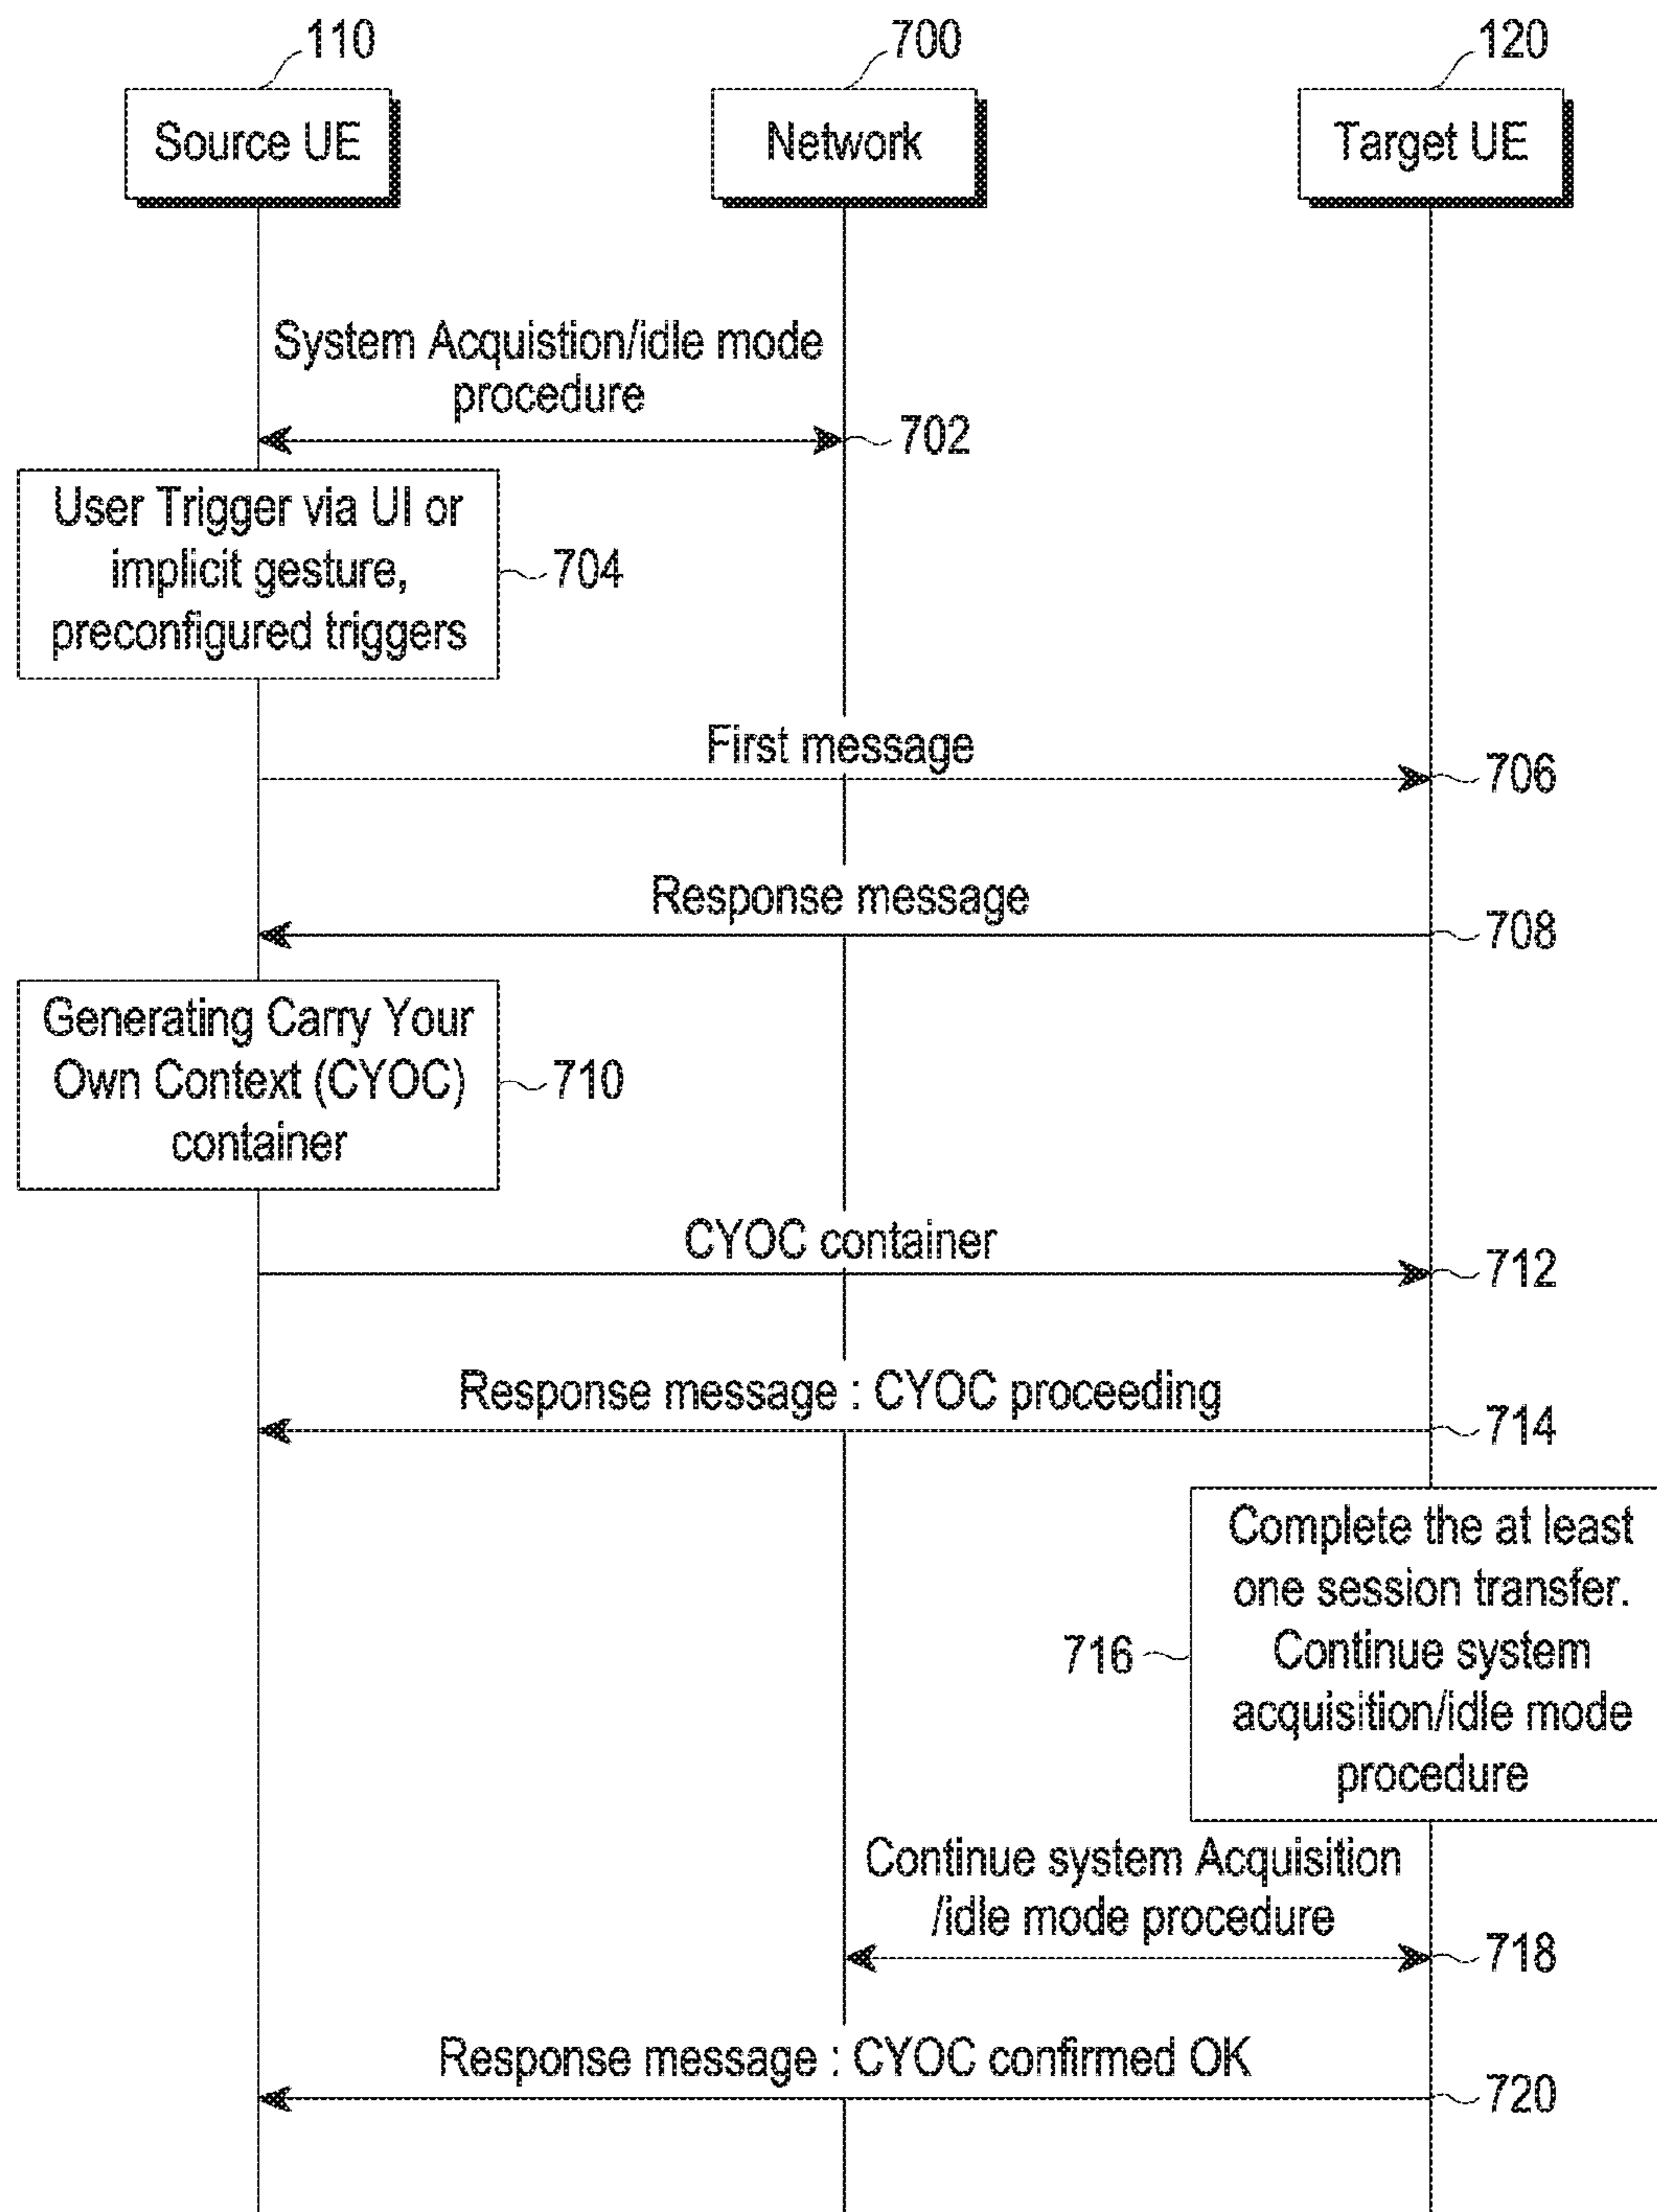 110
700
120
Source UE
Network
Target UE
System Acquistion/idle mode
procedure
702
User Trigger via UI or
implicit gesture,
preconfigured triggers
704
First message
706
Response message
708
Generating Carry Your
Own Context (CYOC)
container
710
CYOC container
712
Response message : CYOC proceeding
714
Complete the at least
one session transfer.
Continue system
acquisition/idle mode
procedure
716
Continue system Acquisition
/idle mode procedure
718
Response message : CYOC confirmed OK
720